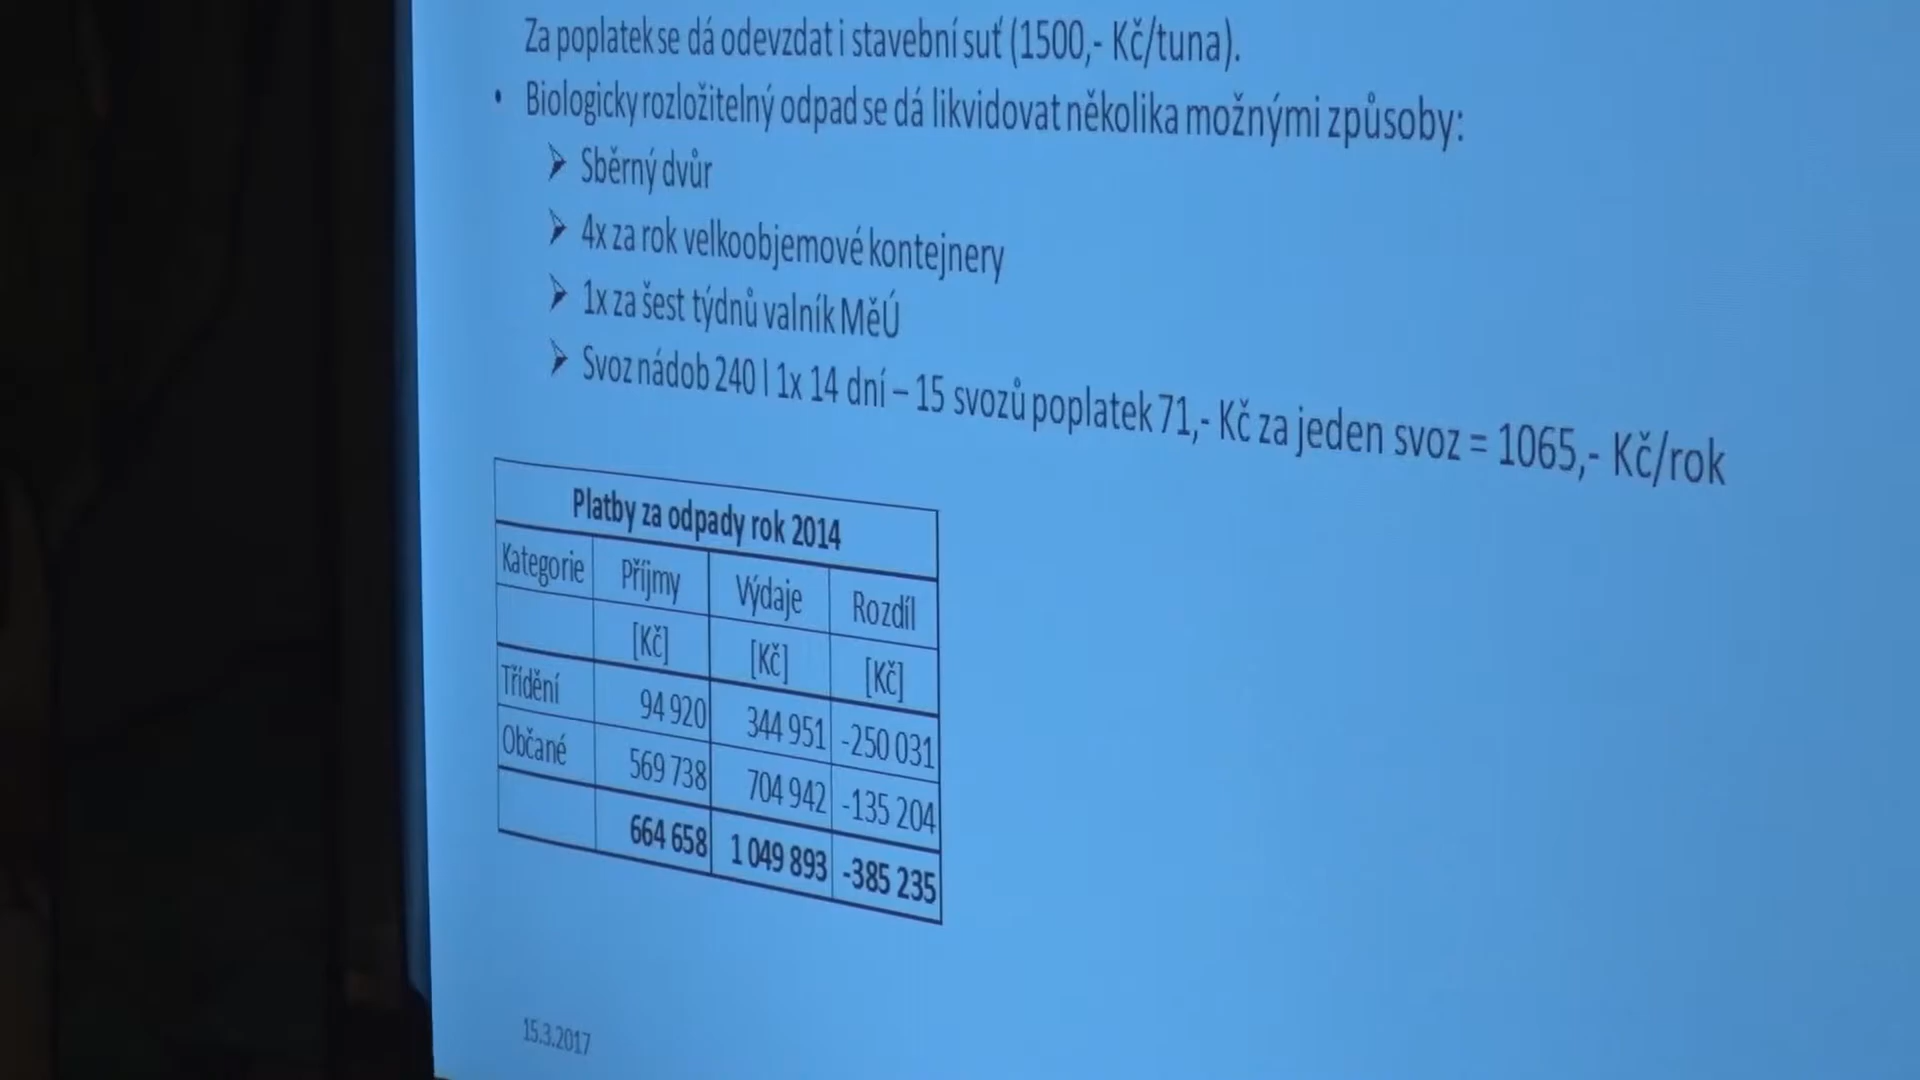 Za poplatek se dá odevzdat i stavební suť (1500,- Kč/tuna).
• Biologicky rozložitelný odpad se dá likvidovat několika možnými způsoby:
➢ Sběrný dvůr
➢ 4x za rok velkoobjemové kontejnery
➢ 1x za šest týdnů valník MěÚ
➢ Svoz nádob 240 l 1x 14 dní – 15 svozů poplatek 71,- Kč za jeden svoz = 1065,- Kč/rok
Platby za odpady rok 2014
Kategorie Příjmy Výdaje Rozdíl
[Kč] [Kč] [Kč]
Třídění 94 920 344 951 -250 031
Občané 569 738 704 942 -135 204
664 658 1 049 893 -385 235
15.3.2017